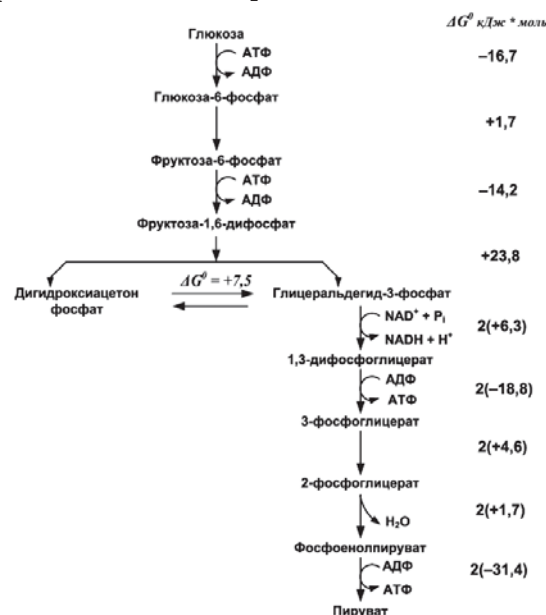 ΔG⁰ кДж * моль
Глюкоза
АТФ
АДФ
–16,7
Глюкоза-6-фосфат
+1,7
Фруктоза-6-фосфат
АТФ
АДФ
–14,2
Фруктоза-1,6-дифосфат
+23,8
ΔG⁰ = +7,5
Дигидроксиацетон
фосфат
Глицеральдегид-3-фосфат
NAD⁺ + Pᵢ
NADH + H⁺
2(+6,3)
1,3-дифосфоглицерат
АДФ
АТФ
2(–18,8)
3-фосфоглицерат
2(+4,6)
2-фосфоглицерат
H₂O
2(+1,7)
Фосфоенолпируват
АДФ
АТФ
2(–31,4)
Пируват